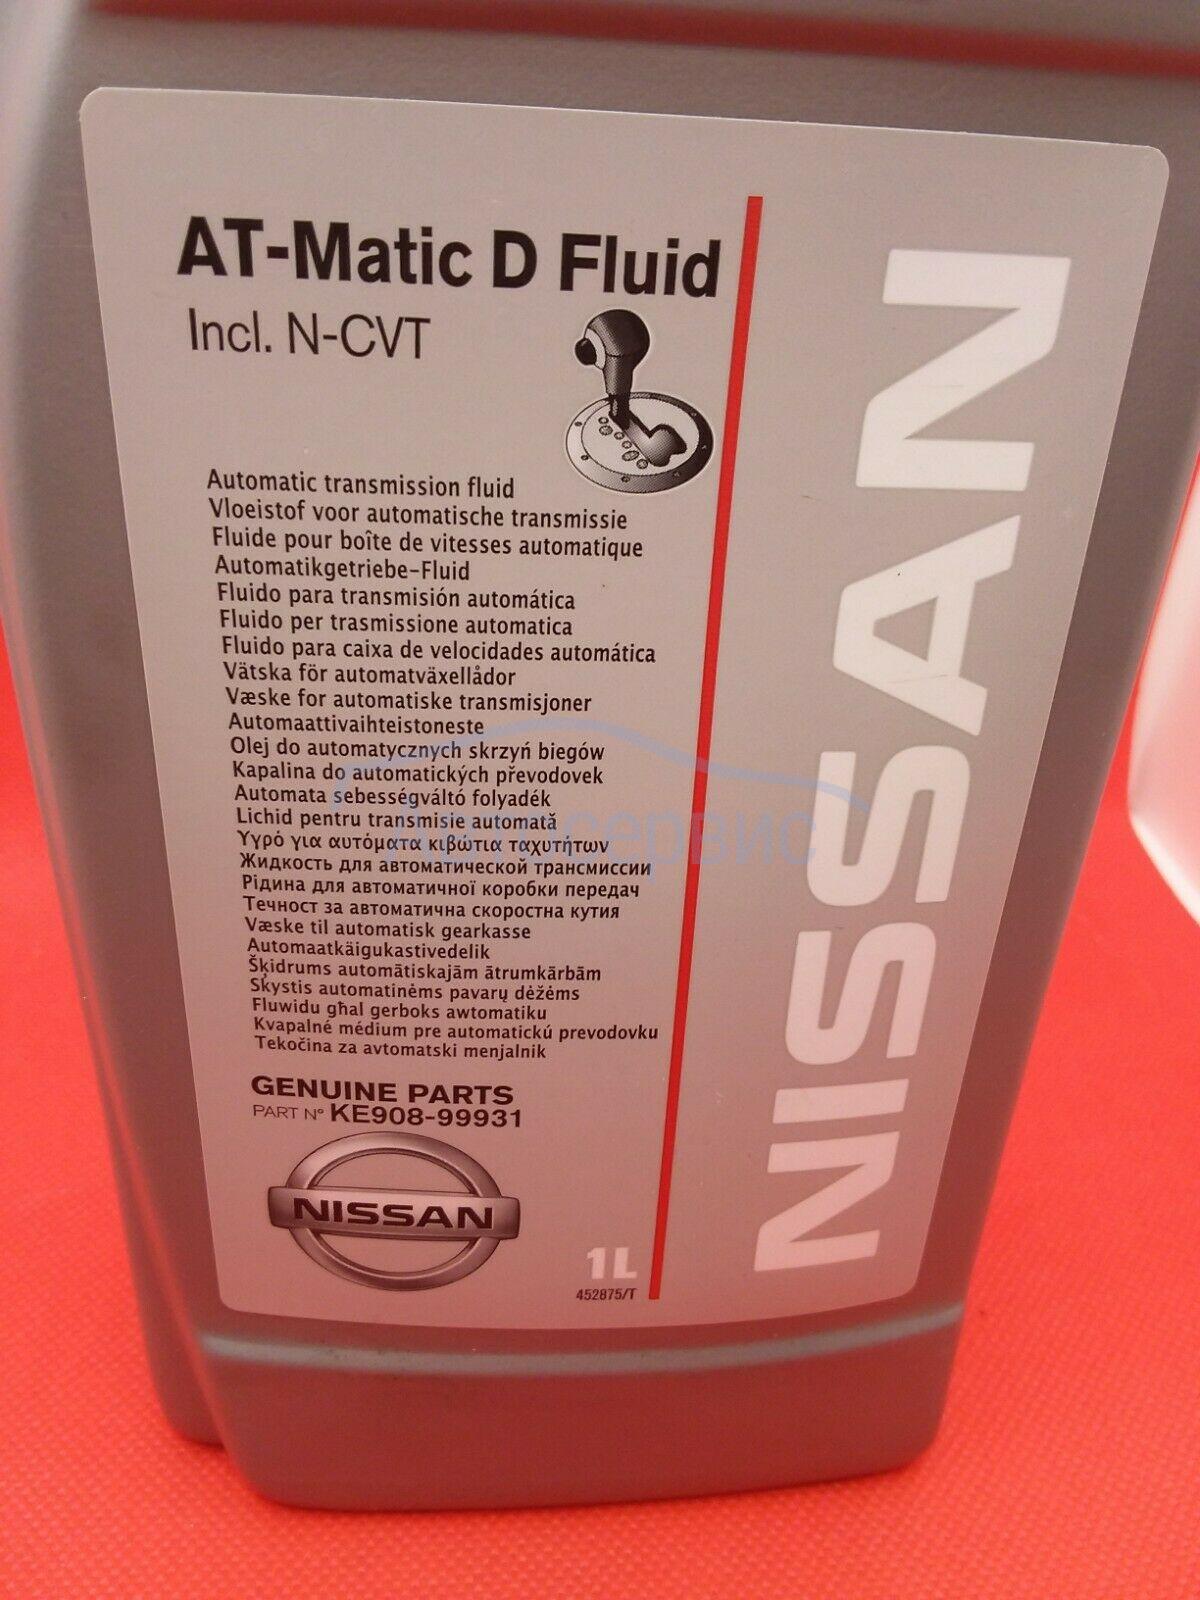 AT-Matic D Fluid
Incl. N-CVT
Automatic transmission fluid
Vloeistof voor automatische transmissie
Fluide pour boîte de vitesses automatique
Automatikgetriebe-Fluid
Fluido para transmisión automática
Fluido per trasmissione automatica
Fluido para caixa de velocidades automática
Vätska för automatväxellådor
Væske for automatiske transmisjoner
Automaattivaihteistoneste
Olej do automatycznych skrzyń biegów
Kapalina do automatických převodovek
Automata sebességváltó folyadék
Lichid pentru transmisie automată
Υγρό για αυτόματα κιβώτια ταχυτήτων
Жидкость для автоматической трансмиссии
Рідина для автоматичної коробки передач
Течност за автоматична скоростна кутия
Væske til automatisk gearkasse
Automaatkäigukastivedelik
Šķidrums automātiskajām ātrumkārbām
Skystis automatinėms pavarų dėžėms
Fluwidu għal gerboks awtomatiku
Kvapalné médium pre automatickú prevodovku
Tekočina za avtomatski menjalnik
GENUINE PARTS
PART N° KE908-99931
NISSAN
1L
452875/T
NISSAN
Автосервис